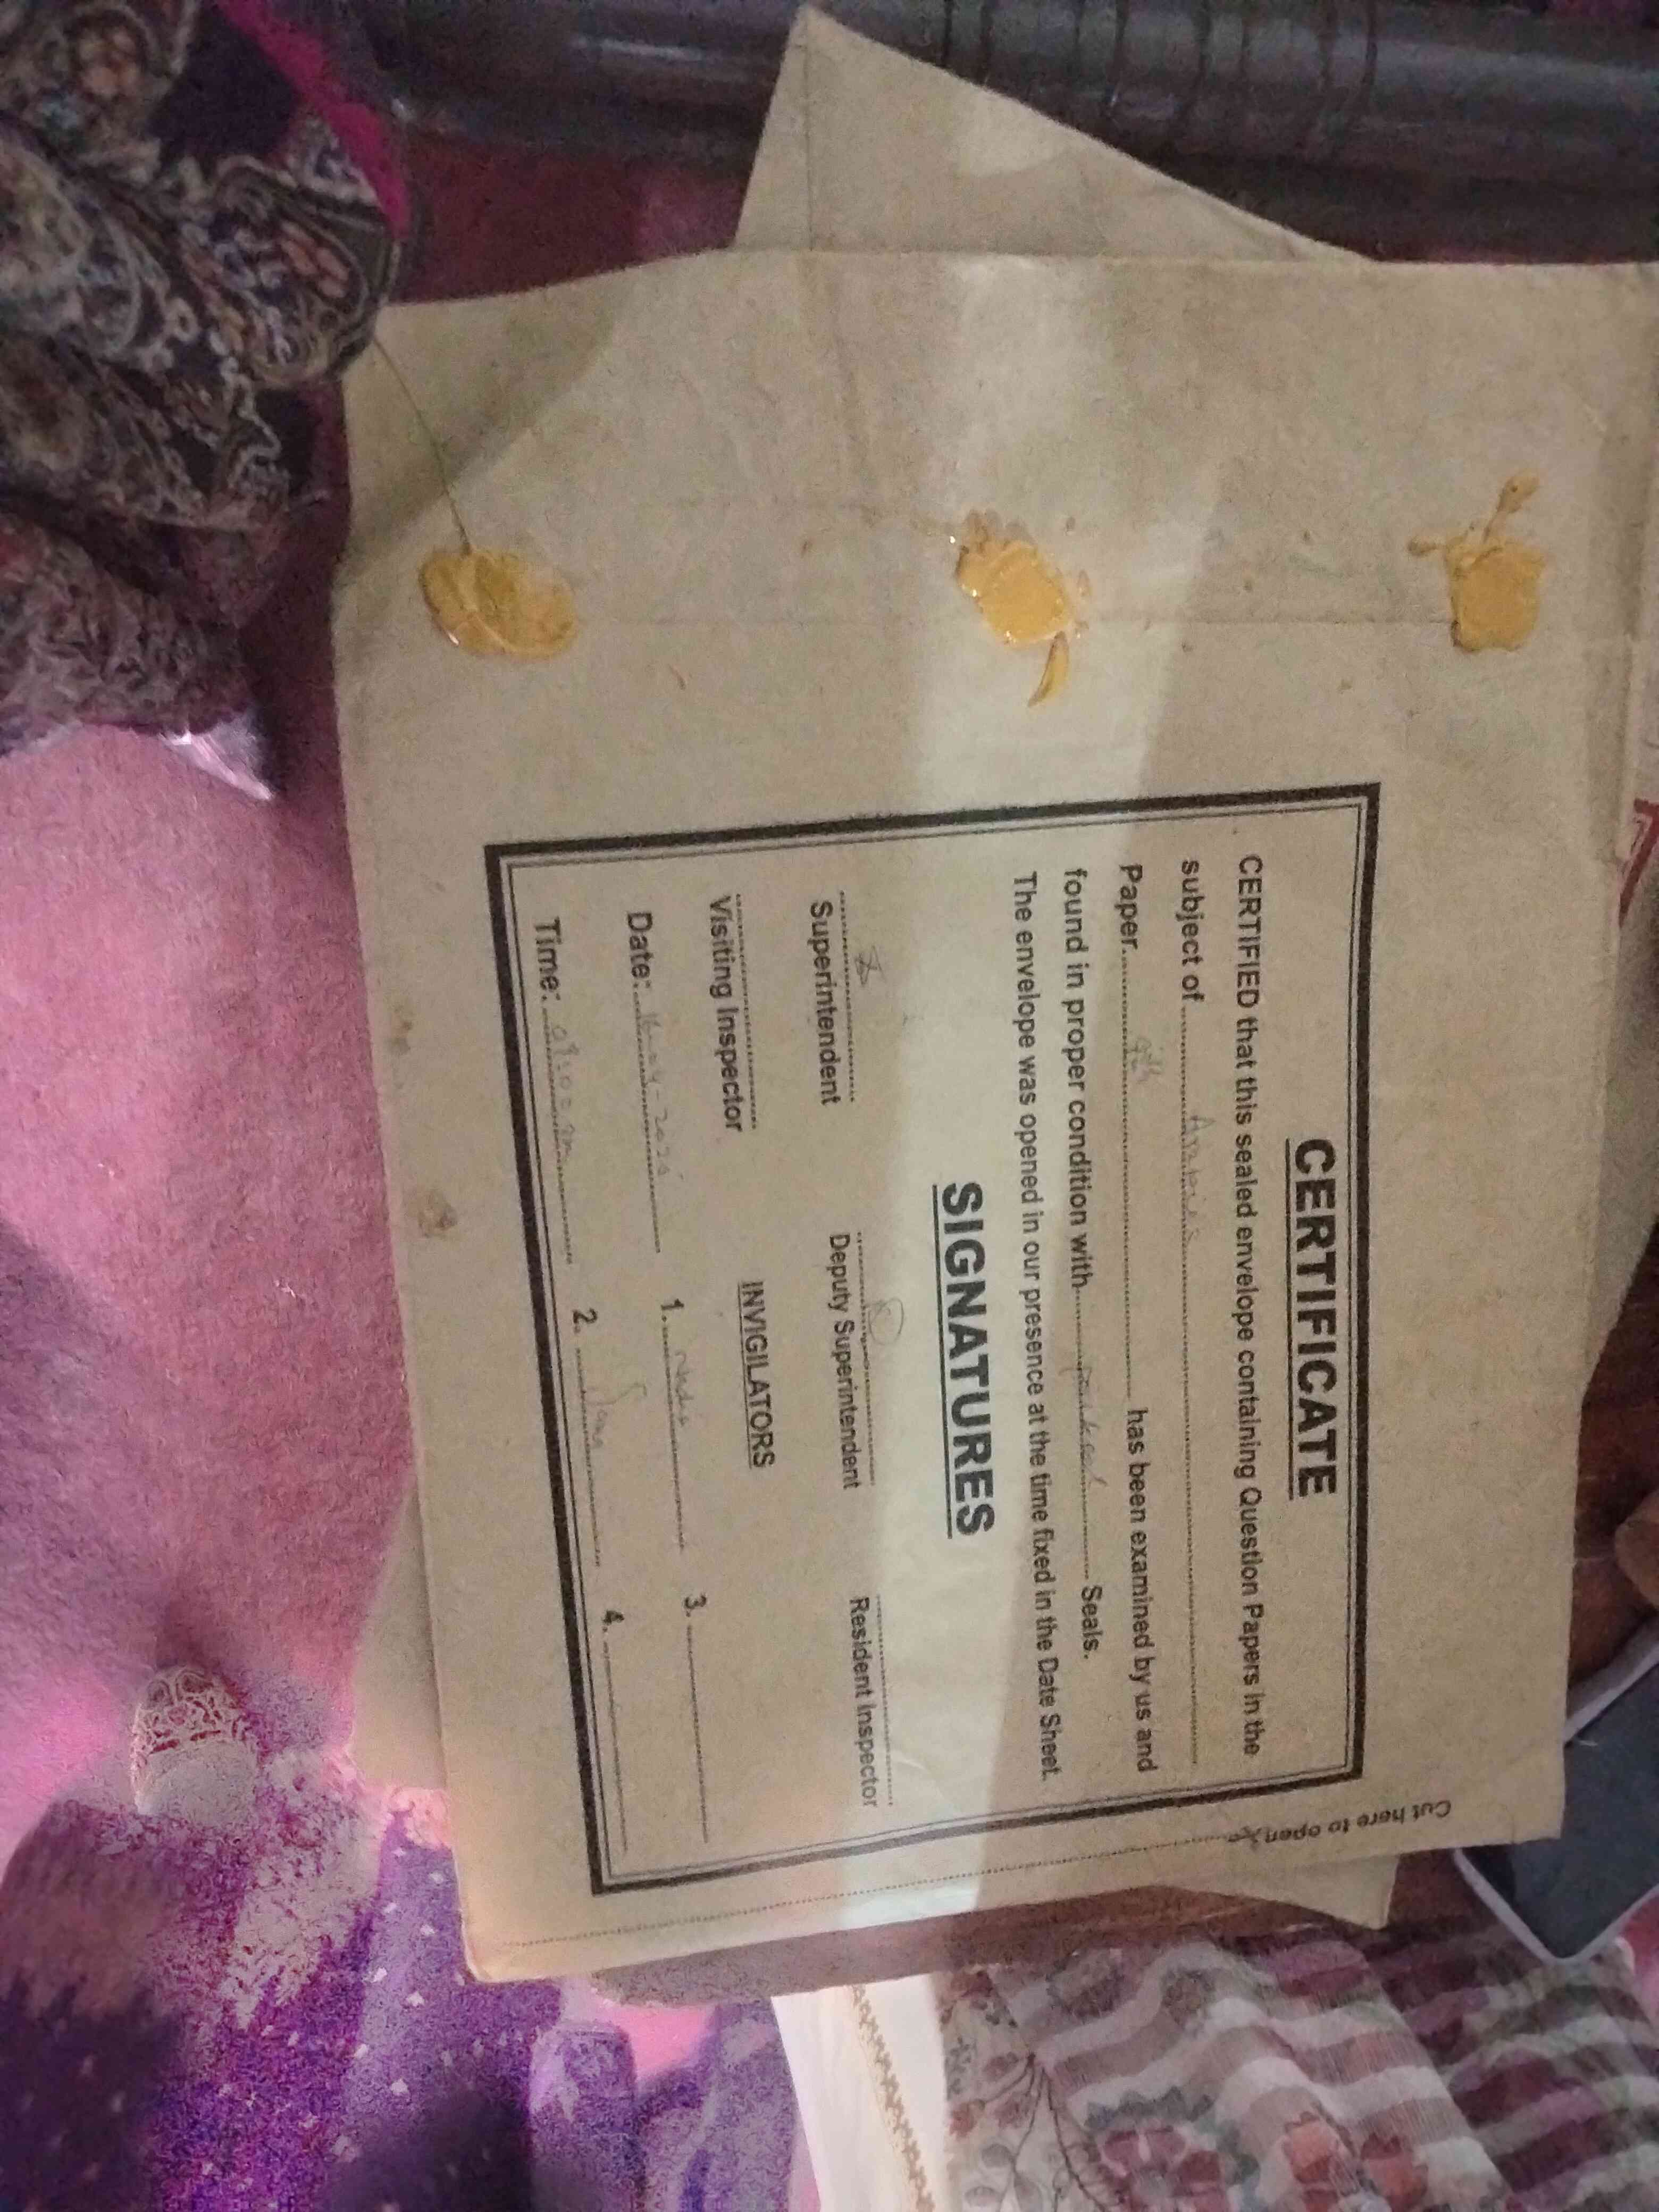 CERTIFICATE
CERTIFIED that this sealed envelope containing Question Papers in the
subject of
Paper 9th has been examined by us and
found in proper condition with Seals.
The envelope was opened in our presence at the time fixed in the Date Sheet.
SIGNATURES
Superintendent Deputy Superintendent Resident Inspector
Visiting Inspector
INVIGILATORS
Date: 1. 3.
Time: 2. 4.
Cut here to open